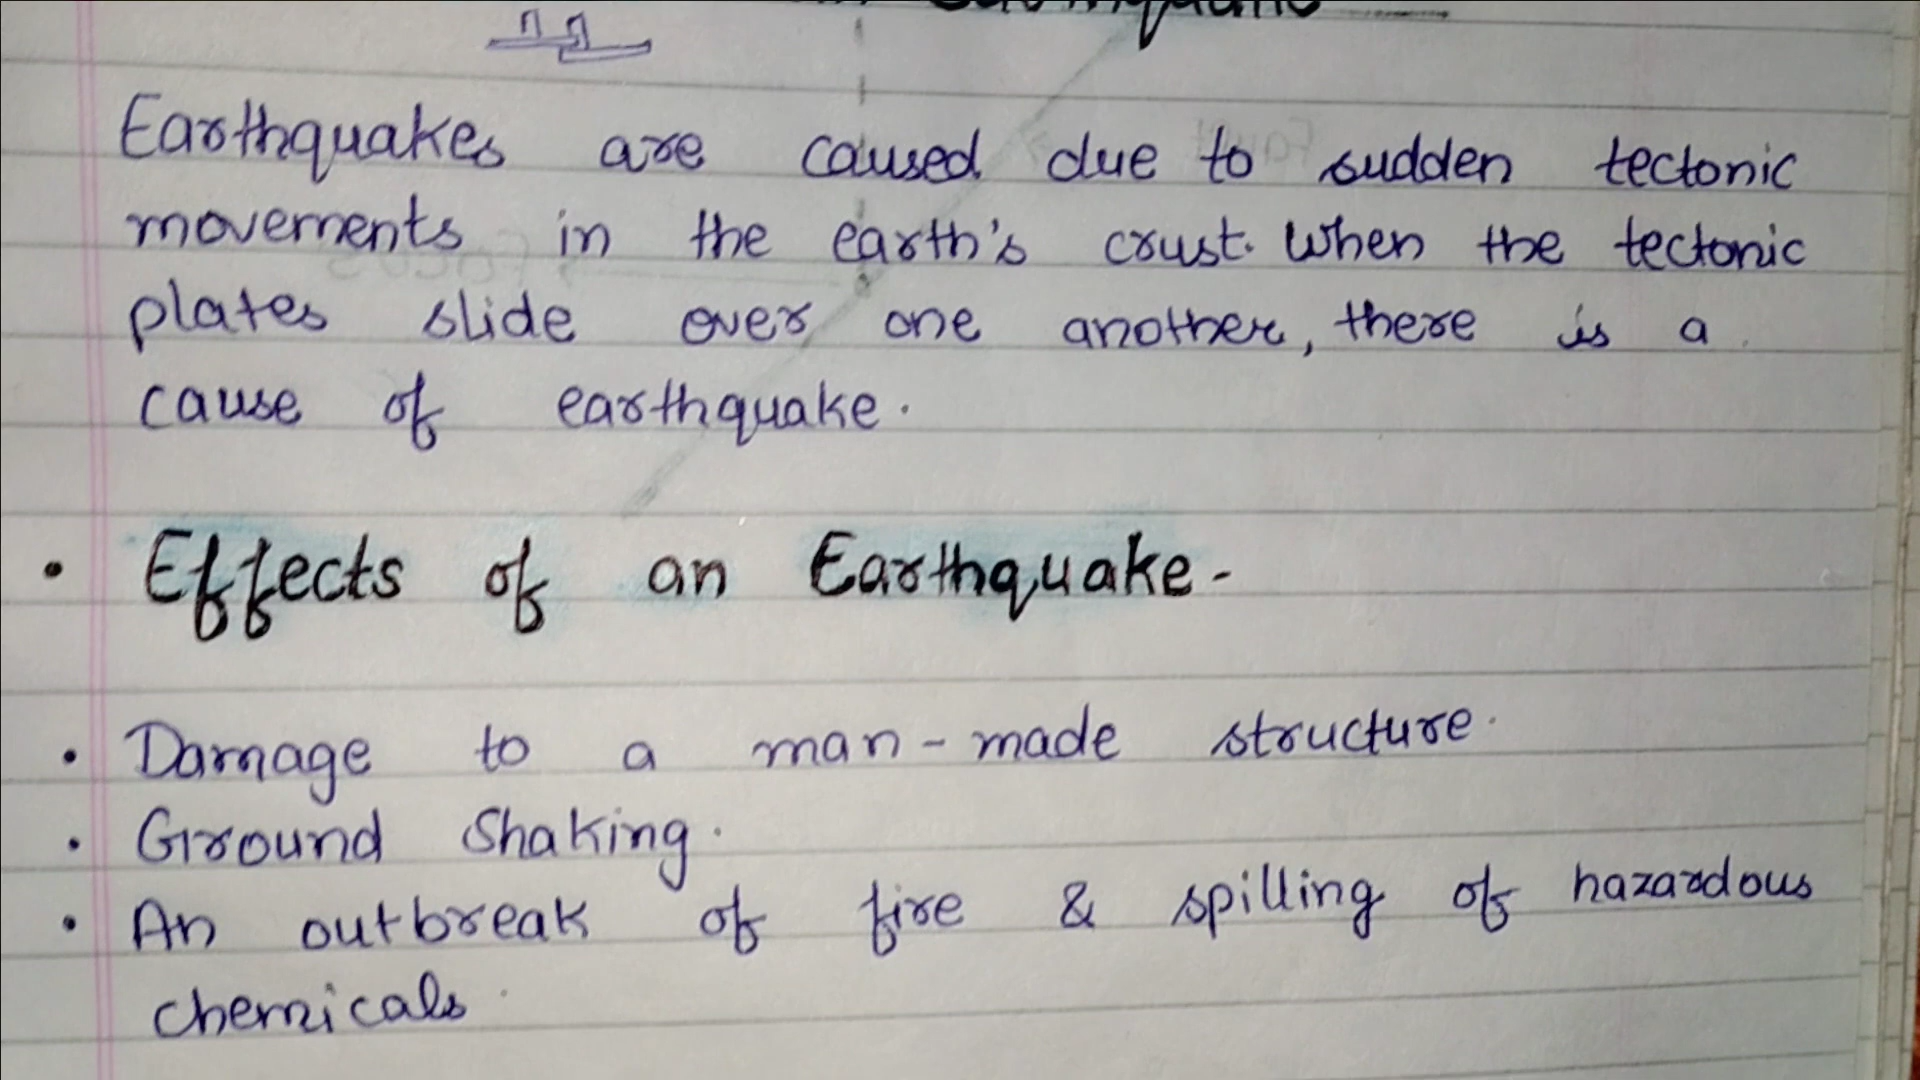 Earthquake
Earthquakes are caused due to sudden tectonic
movements in the earth's crust. When the tectonic
plates slide over one another, there is a
cause of earthquake.
• Effects of an Earthquake -
• Damage to a man-made structure.
• Ground Shaking.
• An outbreak of fire & spilling of hazardous
chemicals.